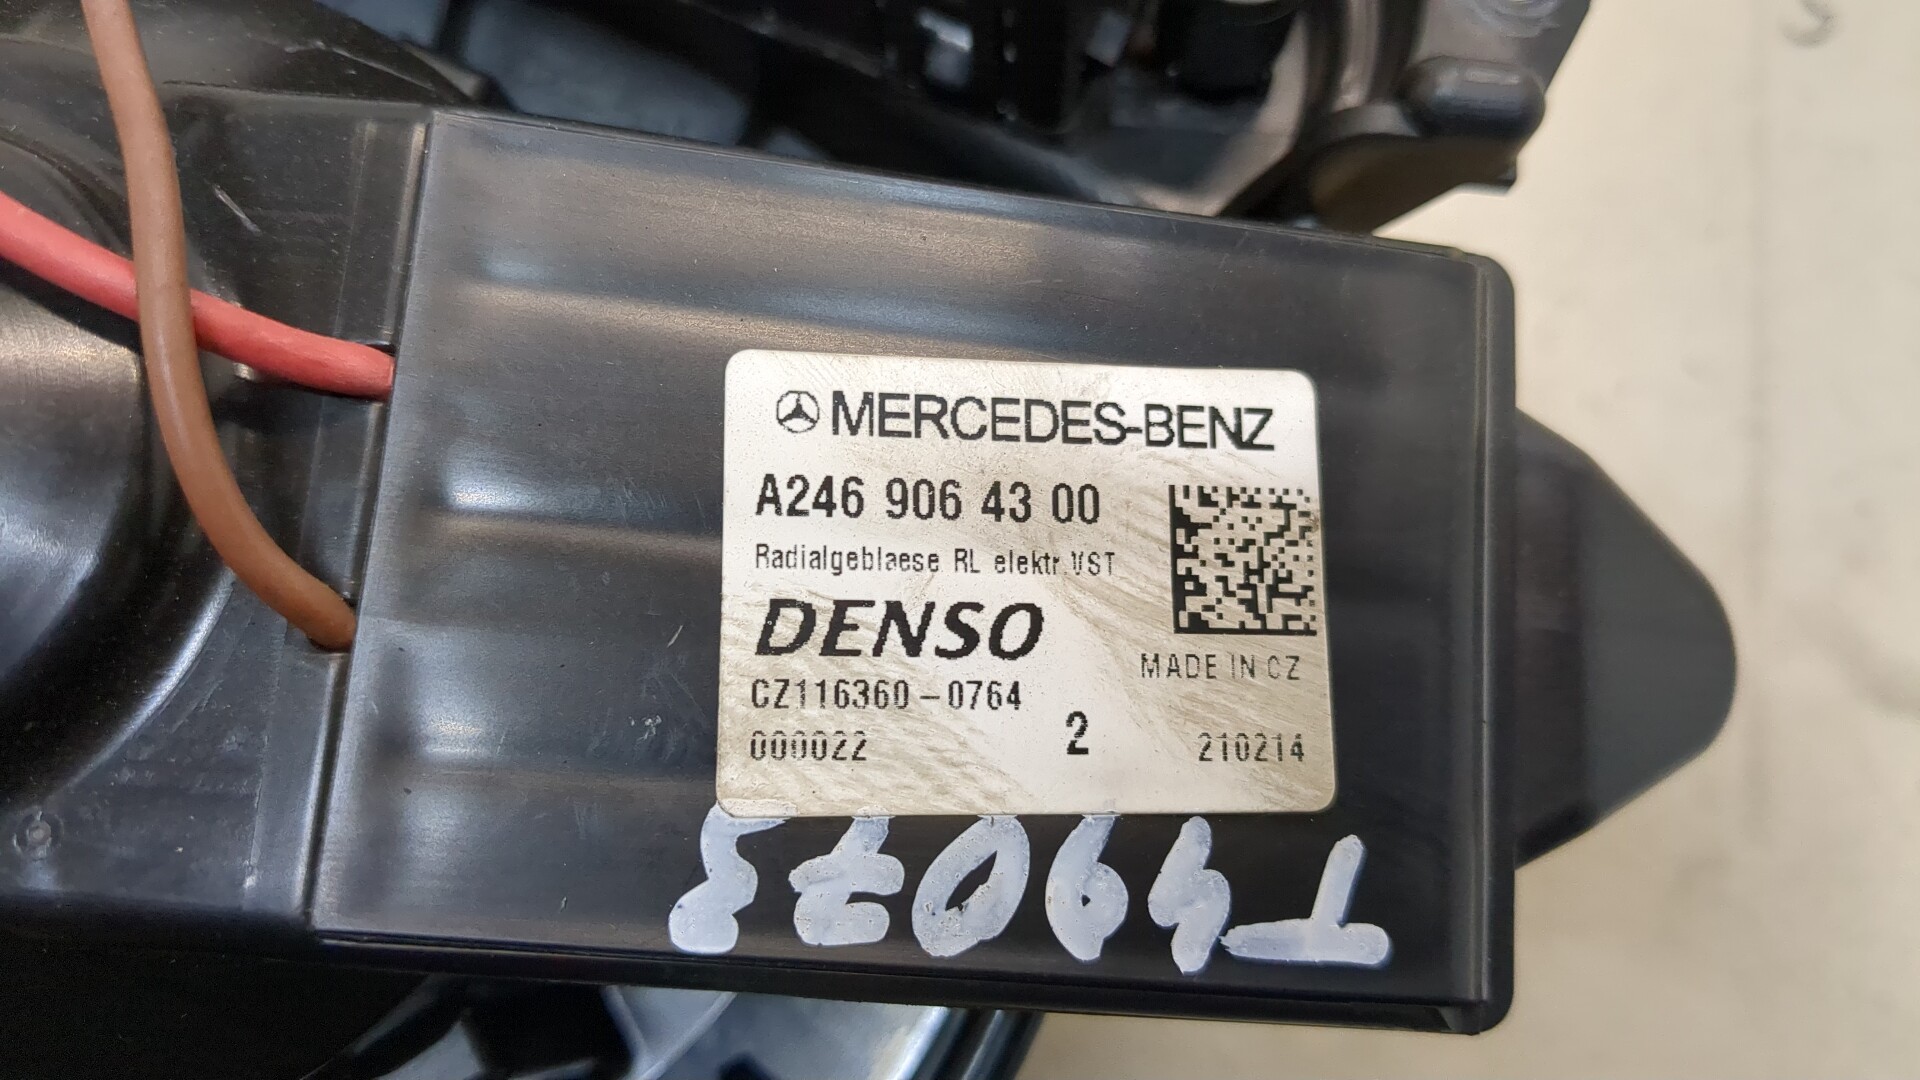 MERCEDES-BENZ
A246 906 43 00
Radialgeblaese RL elektr.VST
DENSO
MADE IN CZ
CZ116360-0764
000022 2 210214
T49073